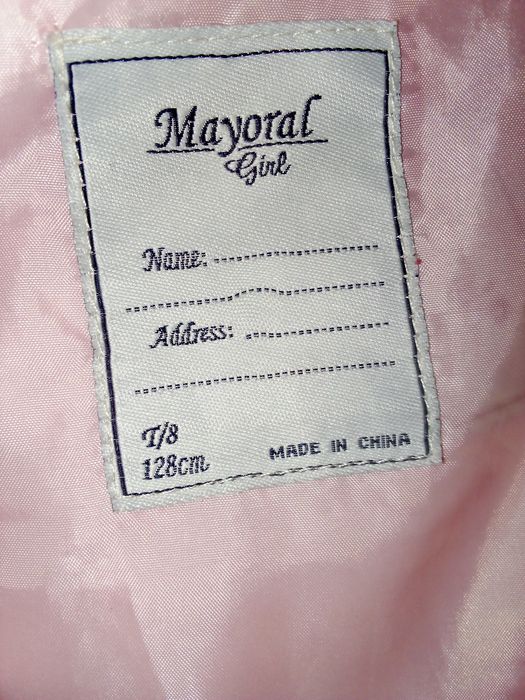 Mayoral
Girl
Name:
Address:
T/8
128cm
MADE IN CHINA